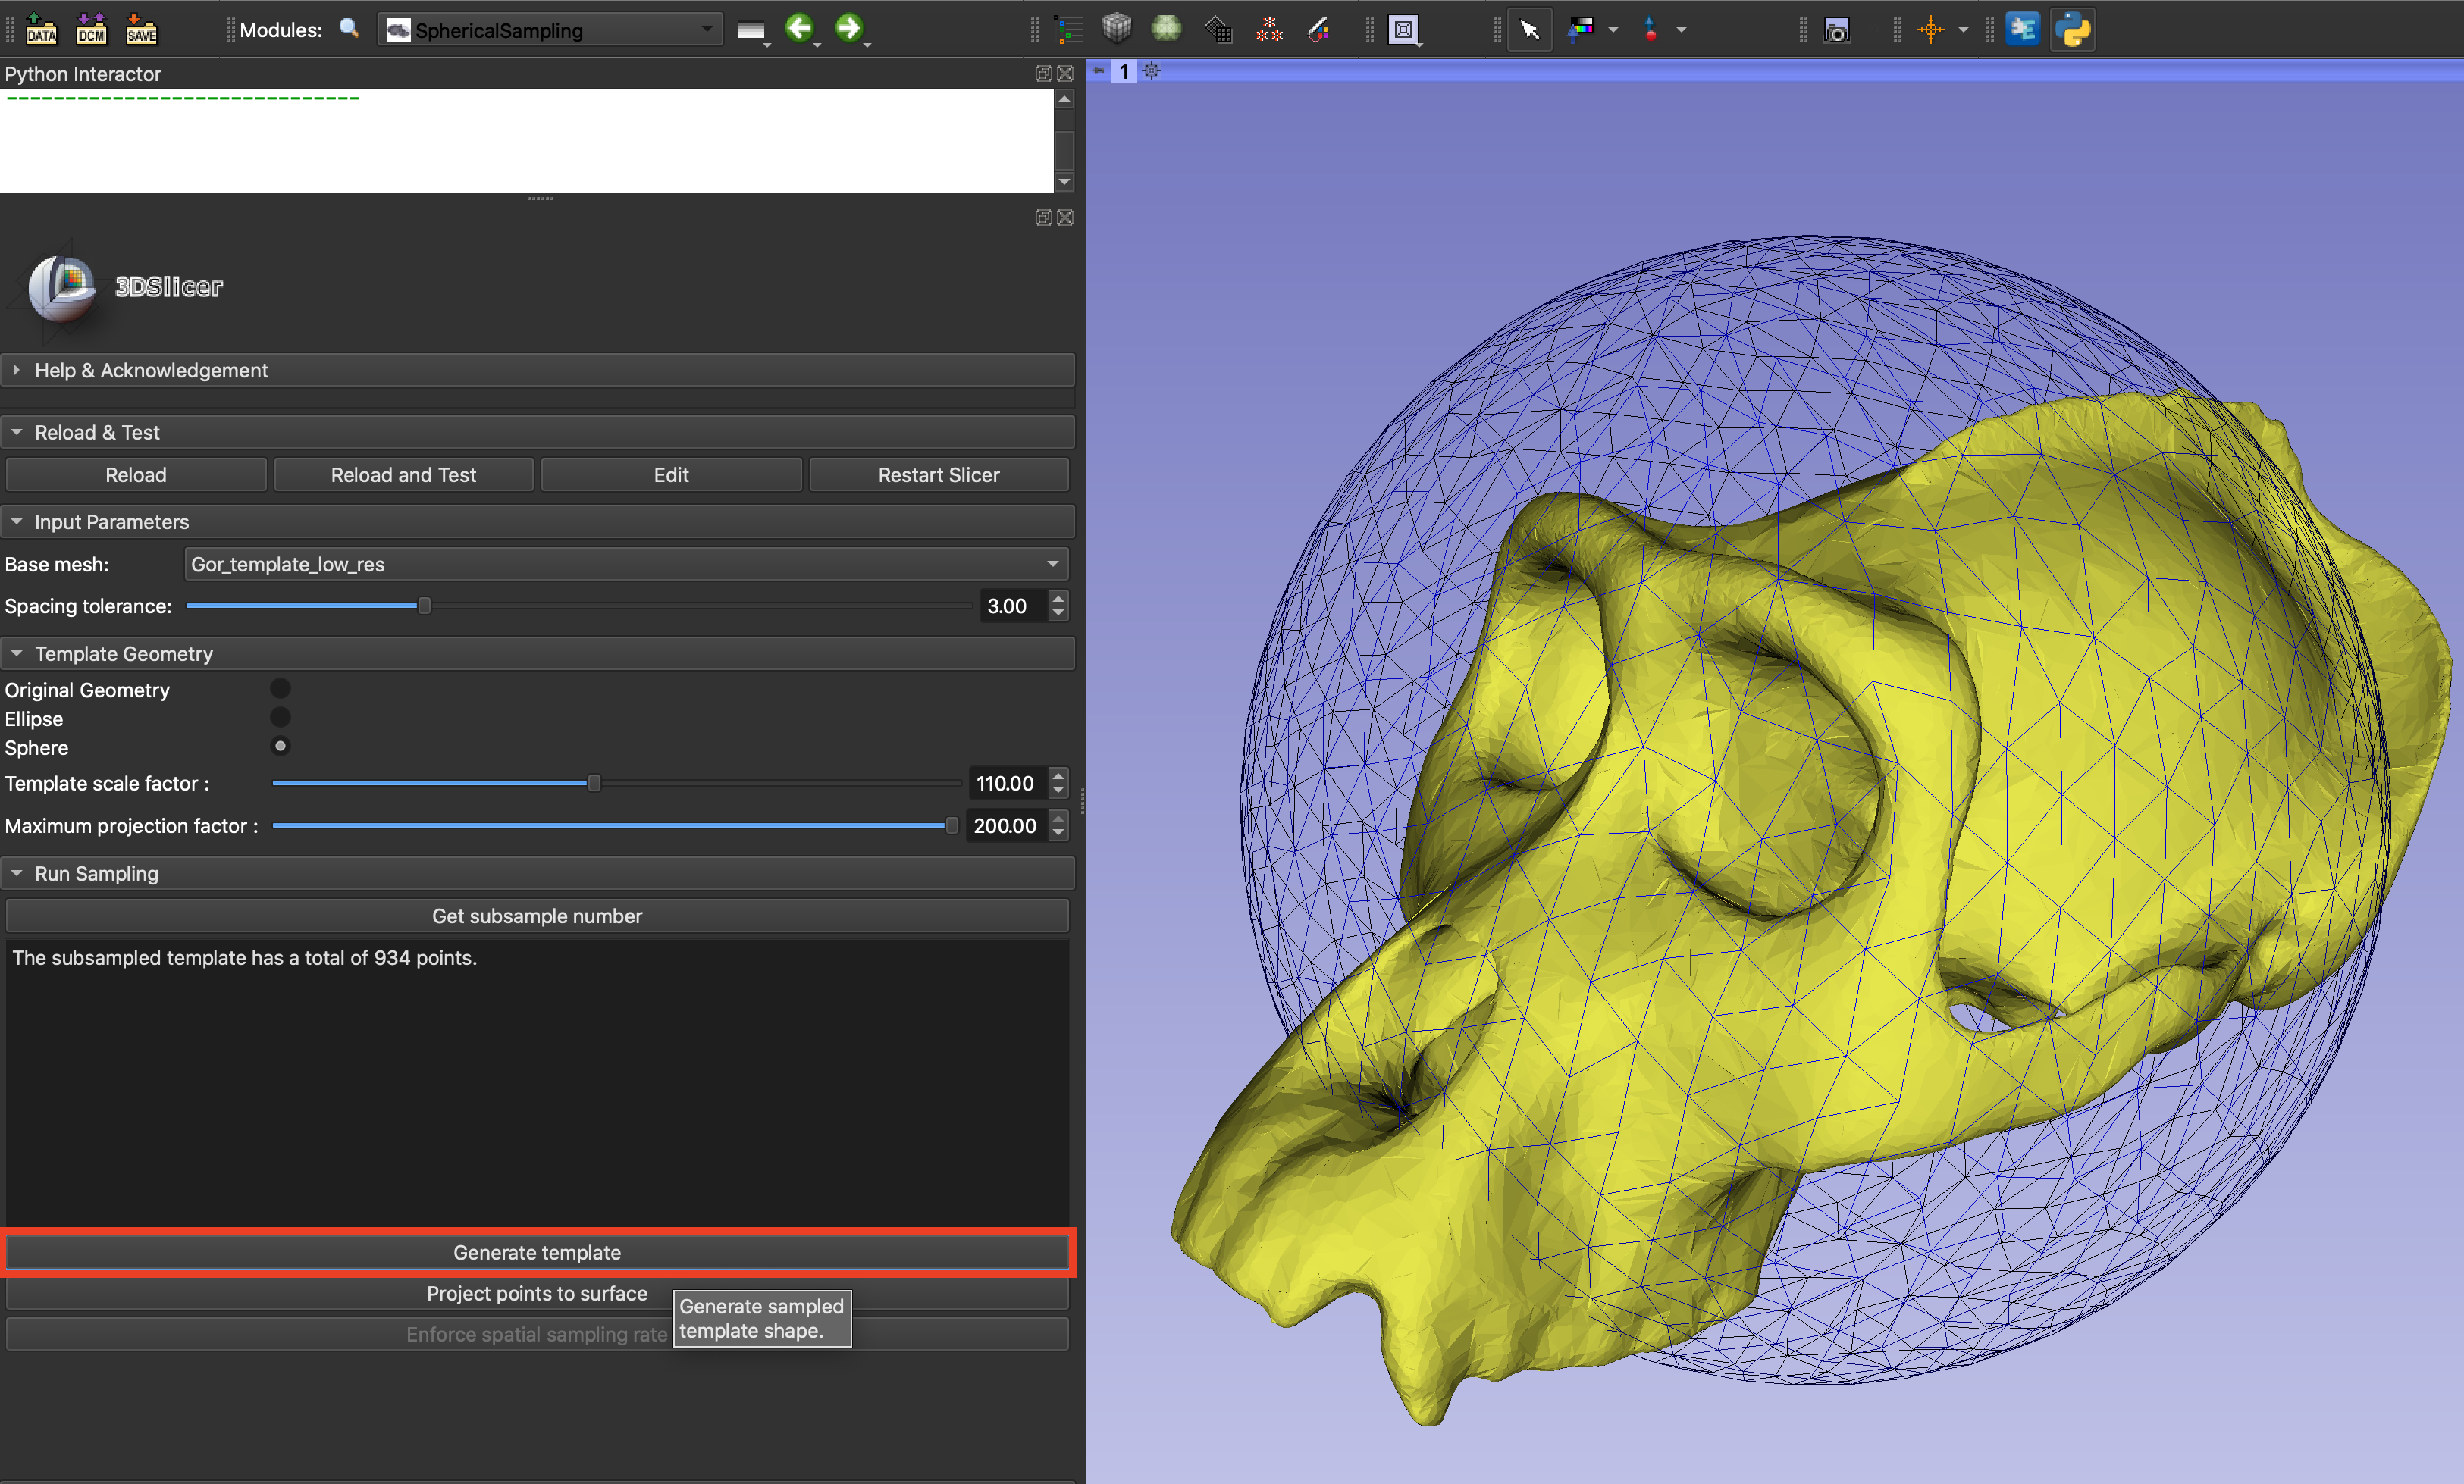 DATA DCM SAVE Modules: SphericalSampling
Python Interactor
1
3DSlicer
Help & Acknowledgement
Reload & Test
Reload Reload and Test Edit Restart Slicer
Input Parameters
Base mesh: Gor_template_low_res
Spacing tolerance: 3.00
Template Geometry
Original Geometry
Ellipse
Sphere
Template scale factor : 110.00
Maximum projection factor : 200.00
Run Sampling
Get subsample number
The subsampled template has a total of 934 points.
Generate template
Project points to surface
Generate sampled
template shape.
Enforce spatial sampling rate